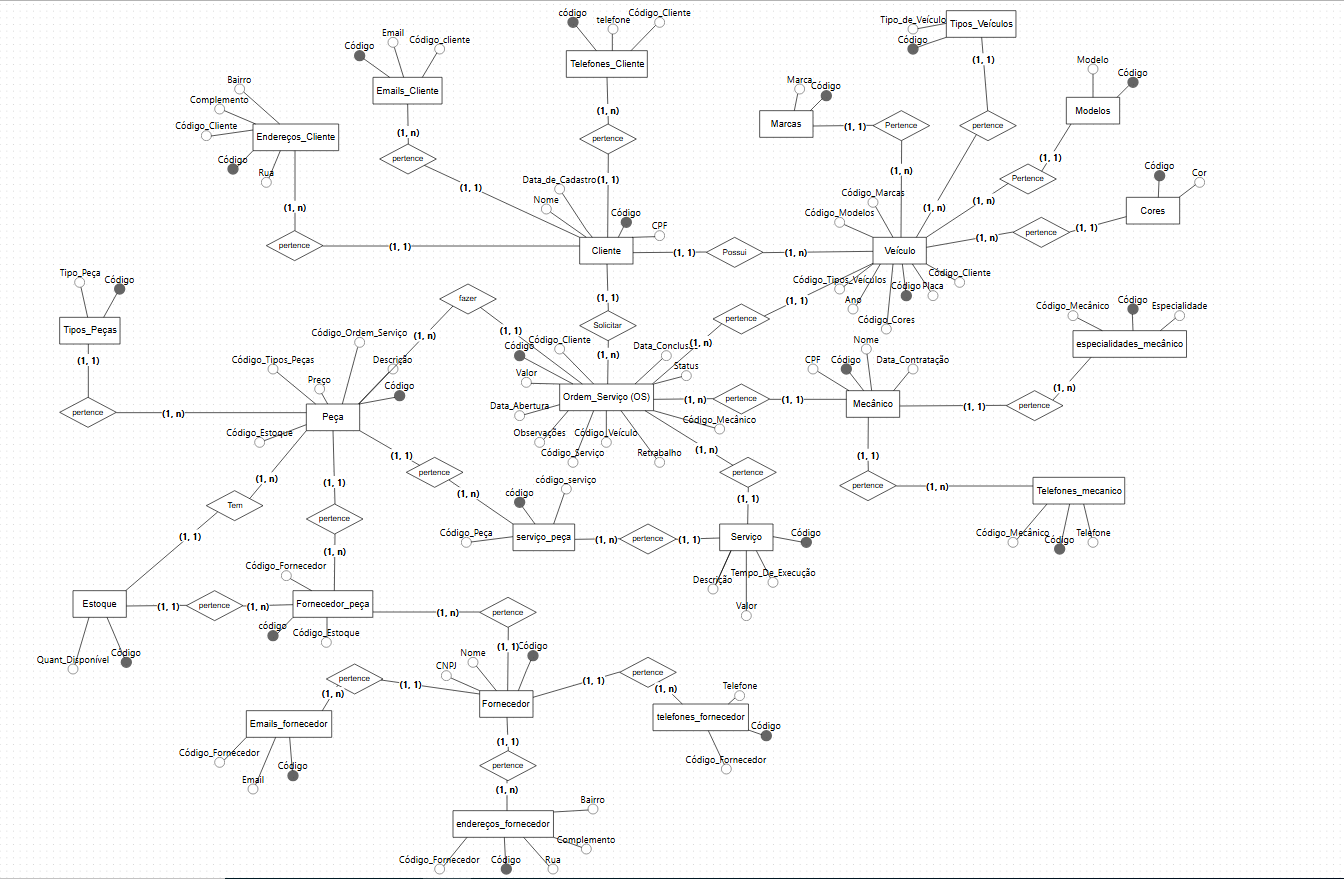 código
telefone
Código_Cliente
Telefones_Cliente
(1, n)
pertence
(1, 1)
Código
Email
Código_cliente
Emails_Cliente
(1, n)
pertence
(1, 1)
Bairro
Complemento
Código_Cliente
Código
Rua
Endereços_Cliente
(1, n)
pertence
(1, 1)
Data_de_Cadastro
Nome
Código
CPF
Cliente
(1, 1)
Possui
(1, n)
Tipo_de_Veículo
Código
Tipos_Veículos
(1, 1)
pertence
(1, n)
Marca
Código
Marcas
(1, 1)
Pertence
(1, n)
Modelo
Código
Modelos
(1, 1)
Pertence
(1, n)
Código
Cor
Cores
(1, 1)
pertence
(1, n)
Código_Marcas
Código_Modelos
Veículo
Código_Tipos_Veículos
Ano
Código_Cores
Código
Placa
Código_Cliente
(1, 1)
pertence
(1, n)
(1, 1)
Solicitar
(1, n)
Tipo_Peça
Código
Tipos_Peças
(1, 1)
pertence
(1, n)
fazer
(1, n)
(1, 1)
Código_Ordem_Serviço
Código_Tipos_Peças
Preço
Descrição
Código
Código_Estoque
Peça
Código
Código_Cliente
Valor
Data_Abertura
Observações
Código_Serviço
Código_Veículo
Retrabalho
Código_Mecânico
Status
Ordem_Serviço (OS)
(1, n)
pertence
(1, 1)
Nome
CPF
Código
Data_Contratação
Mecânico
Código_Mecânico
Código
Especialidade
especialidades_mecânico
(1, n)
pertence
(1, 1)
(1, 1)
pertence
(1, n)
Telefones_mecanico
Código_Mecânico
Código
Telefone
(1, n)
pertence
(1, 1)
Serviço
Código
Descrição
Tempo_De_Execução
Valor
(1, 1)
pertence
(1, n)
código
código_serviço
Código_Peça
serviço_peça
(1, n)
pertence
(1, 1)
(1, n)
Tem
(1, 1)
(1, 1)
pertence
(1, n)
Estoque
Quant_Disponível
Código
(1, 1)
pertence
(1, n)
Código_Fornecedor
Fornecedor_peça
código
Código_Estoque
(1, n)
pertence
(1, 1)
Nome
CNPJ
Código
Fornecedor
(1, 1)
pertence
(1, n)
Emails_fornecedor
Código_Fornecedor
Email
Código
(1, 1)
pertence
(1, n)
Telefone
telefones_fornecedor
Código
Código_Fornecedor
(1, 1)
pertence
(1, n)
endereços_fornecedor
Bairro
Complemento
Código_Fornecedor
Código
Rua